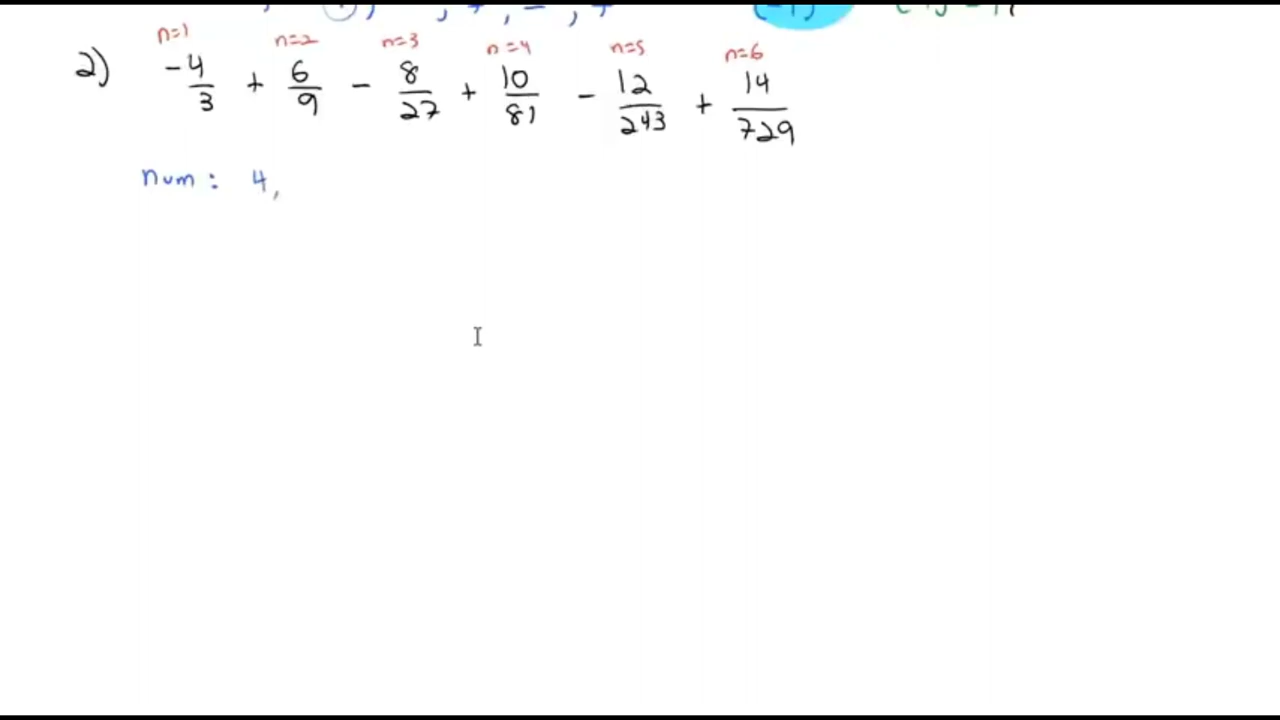 n=1 n=2 n=3 n=4 n=5 n=6
2) -4/3 + 6/9 - 8/27 + 10/81 - 12/243 + 14/729
num: 4,